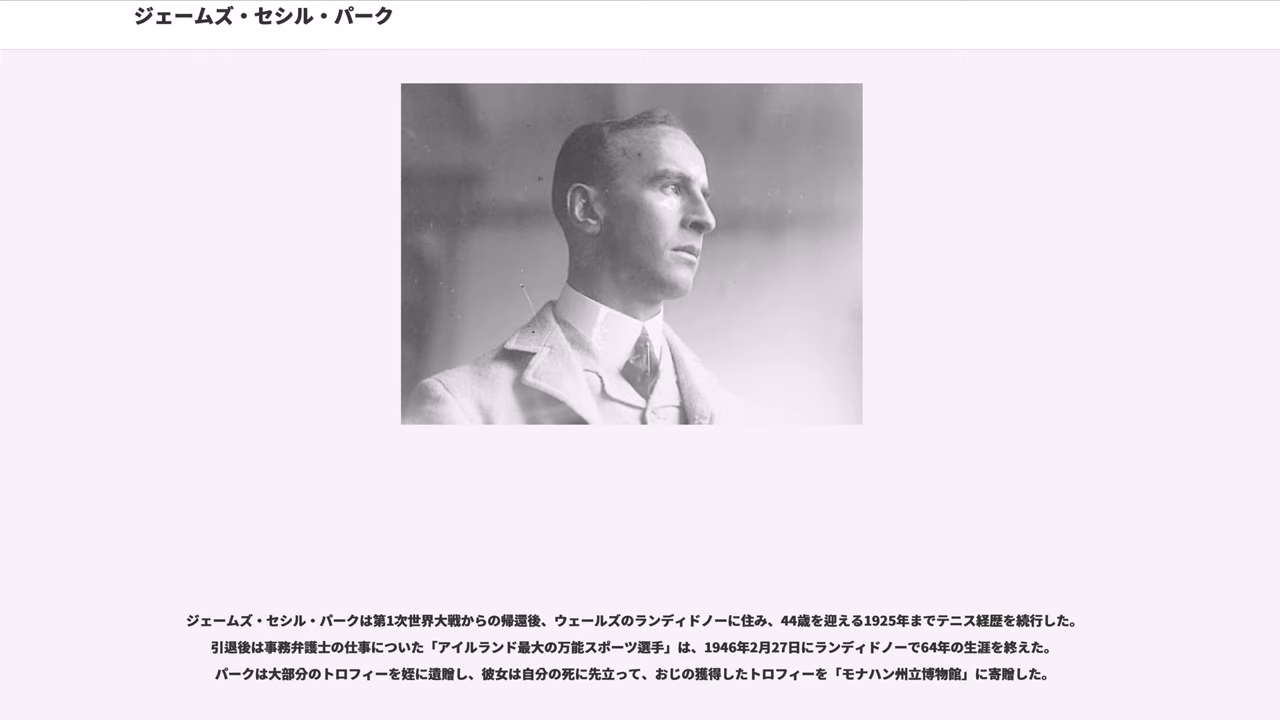 ジェームズ・セシル・パーク
ジェームズ・セシル・パークは第1次世界大戦からの帰還後、ウェールズのランディドノーに住み、44歳を迎える1925年までテニス経歴を続行した。
引退後は事務弁護士の仕事についた「アイルランド最大の万能スポーツ選手」は、1946年2月27日にランディドノーで64年の生涯を終えた。
パークは大部分のトロフィーを姪に遺贈し、彼女は自分の死に先立って、おじの獲得したトロフィーを「モナハン州立博物館」に寄贈した。